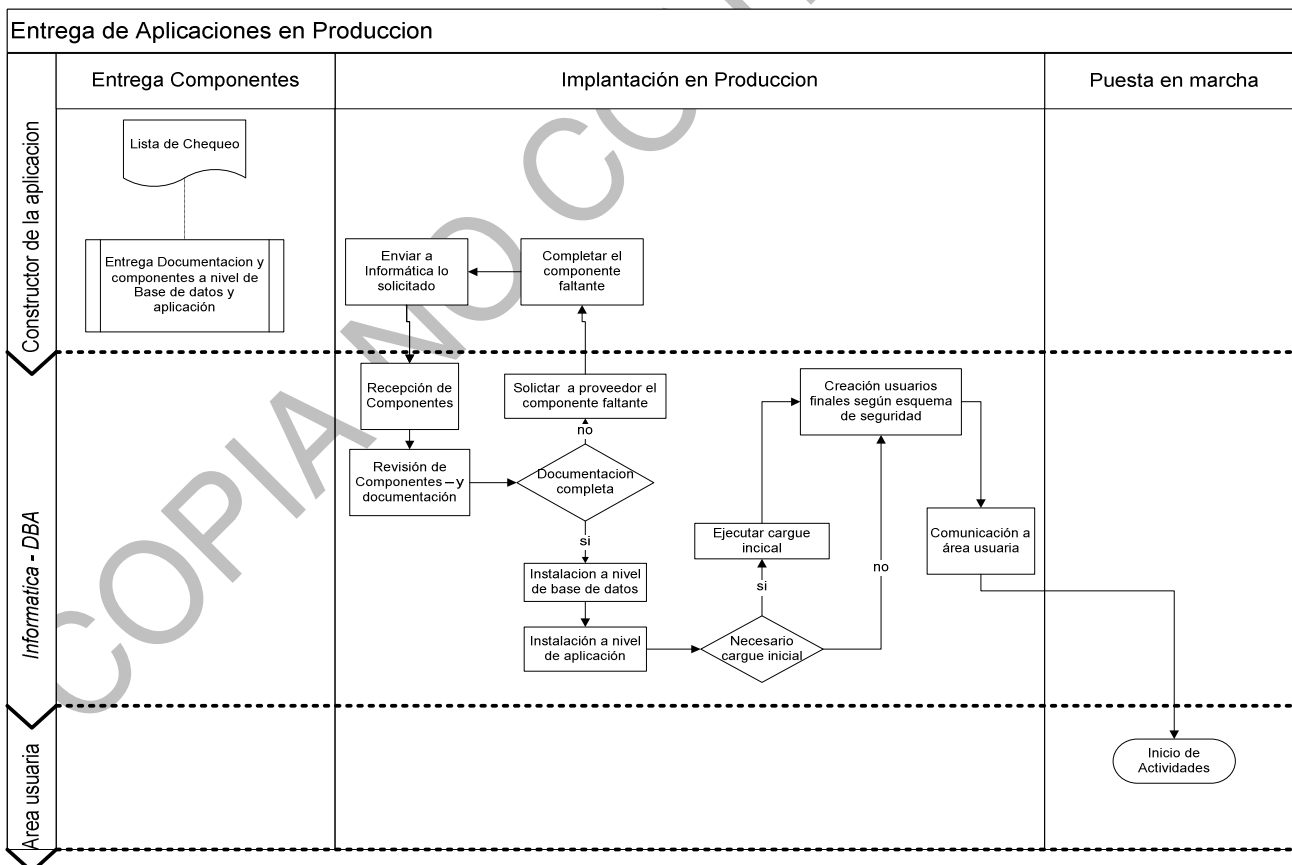 Entrega de Aplicaciones en Produccion
Entrega Componentes
Implantación en Produccion
Puesta en marcha
Constructor de la aplicacion
Lista de Chequeo
Entrega Documentacion y
componentes a nivel de
Base de datos y
aplicación
Enviar a
Informática lo
solicitado
Completar el
componente
faltante
Informatica - DBA
Recepción de
Componentes
Solictar a proveedor el
componente faltante
Creación usuarios
finales según esquema
de seguridad
no
Revisión de
Componentes – y
documentación
Documentacion
completa
si
Ejecutar cargue
incical
Comunicación a
área usuaria
Instalacion a nivel
de base de datos
si
no
Instalación a nivel
de aplicación
Necesario
cargue inicial
Area usuaria
Inicio de
Actividades
COPIA NO CO